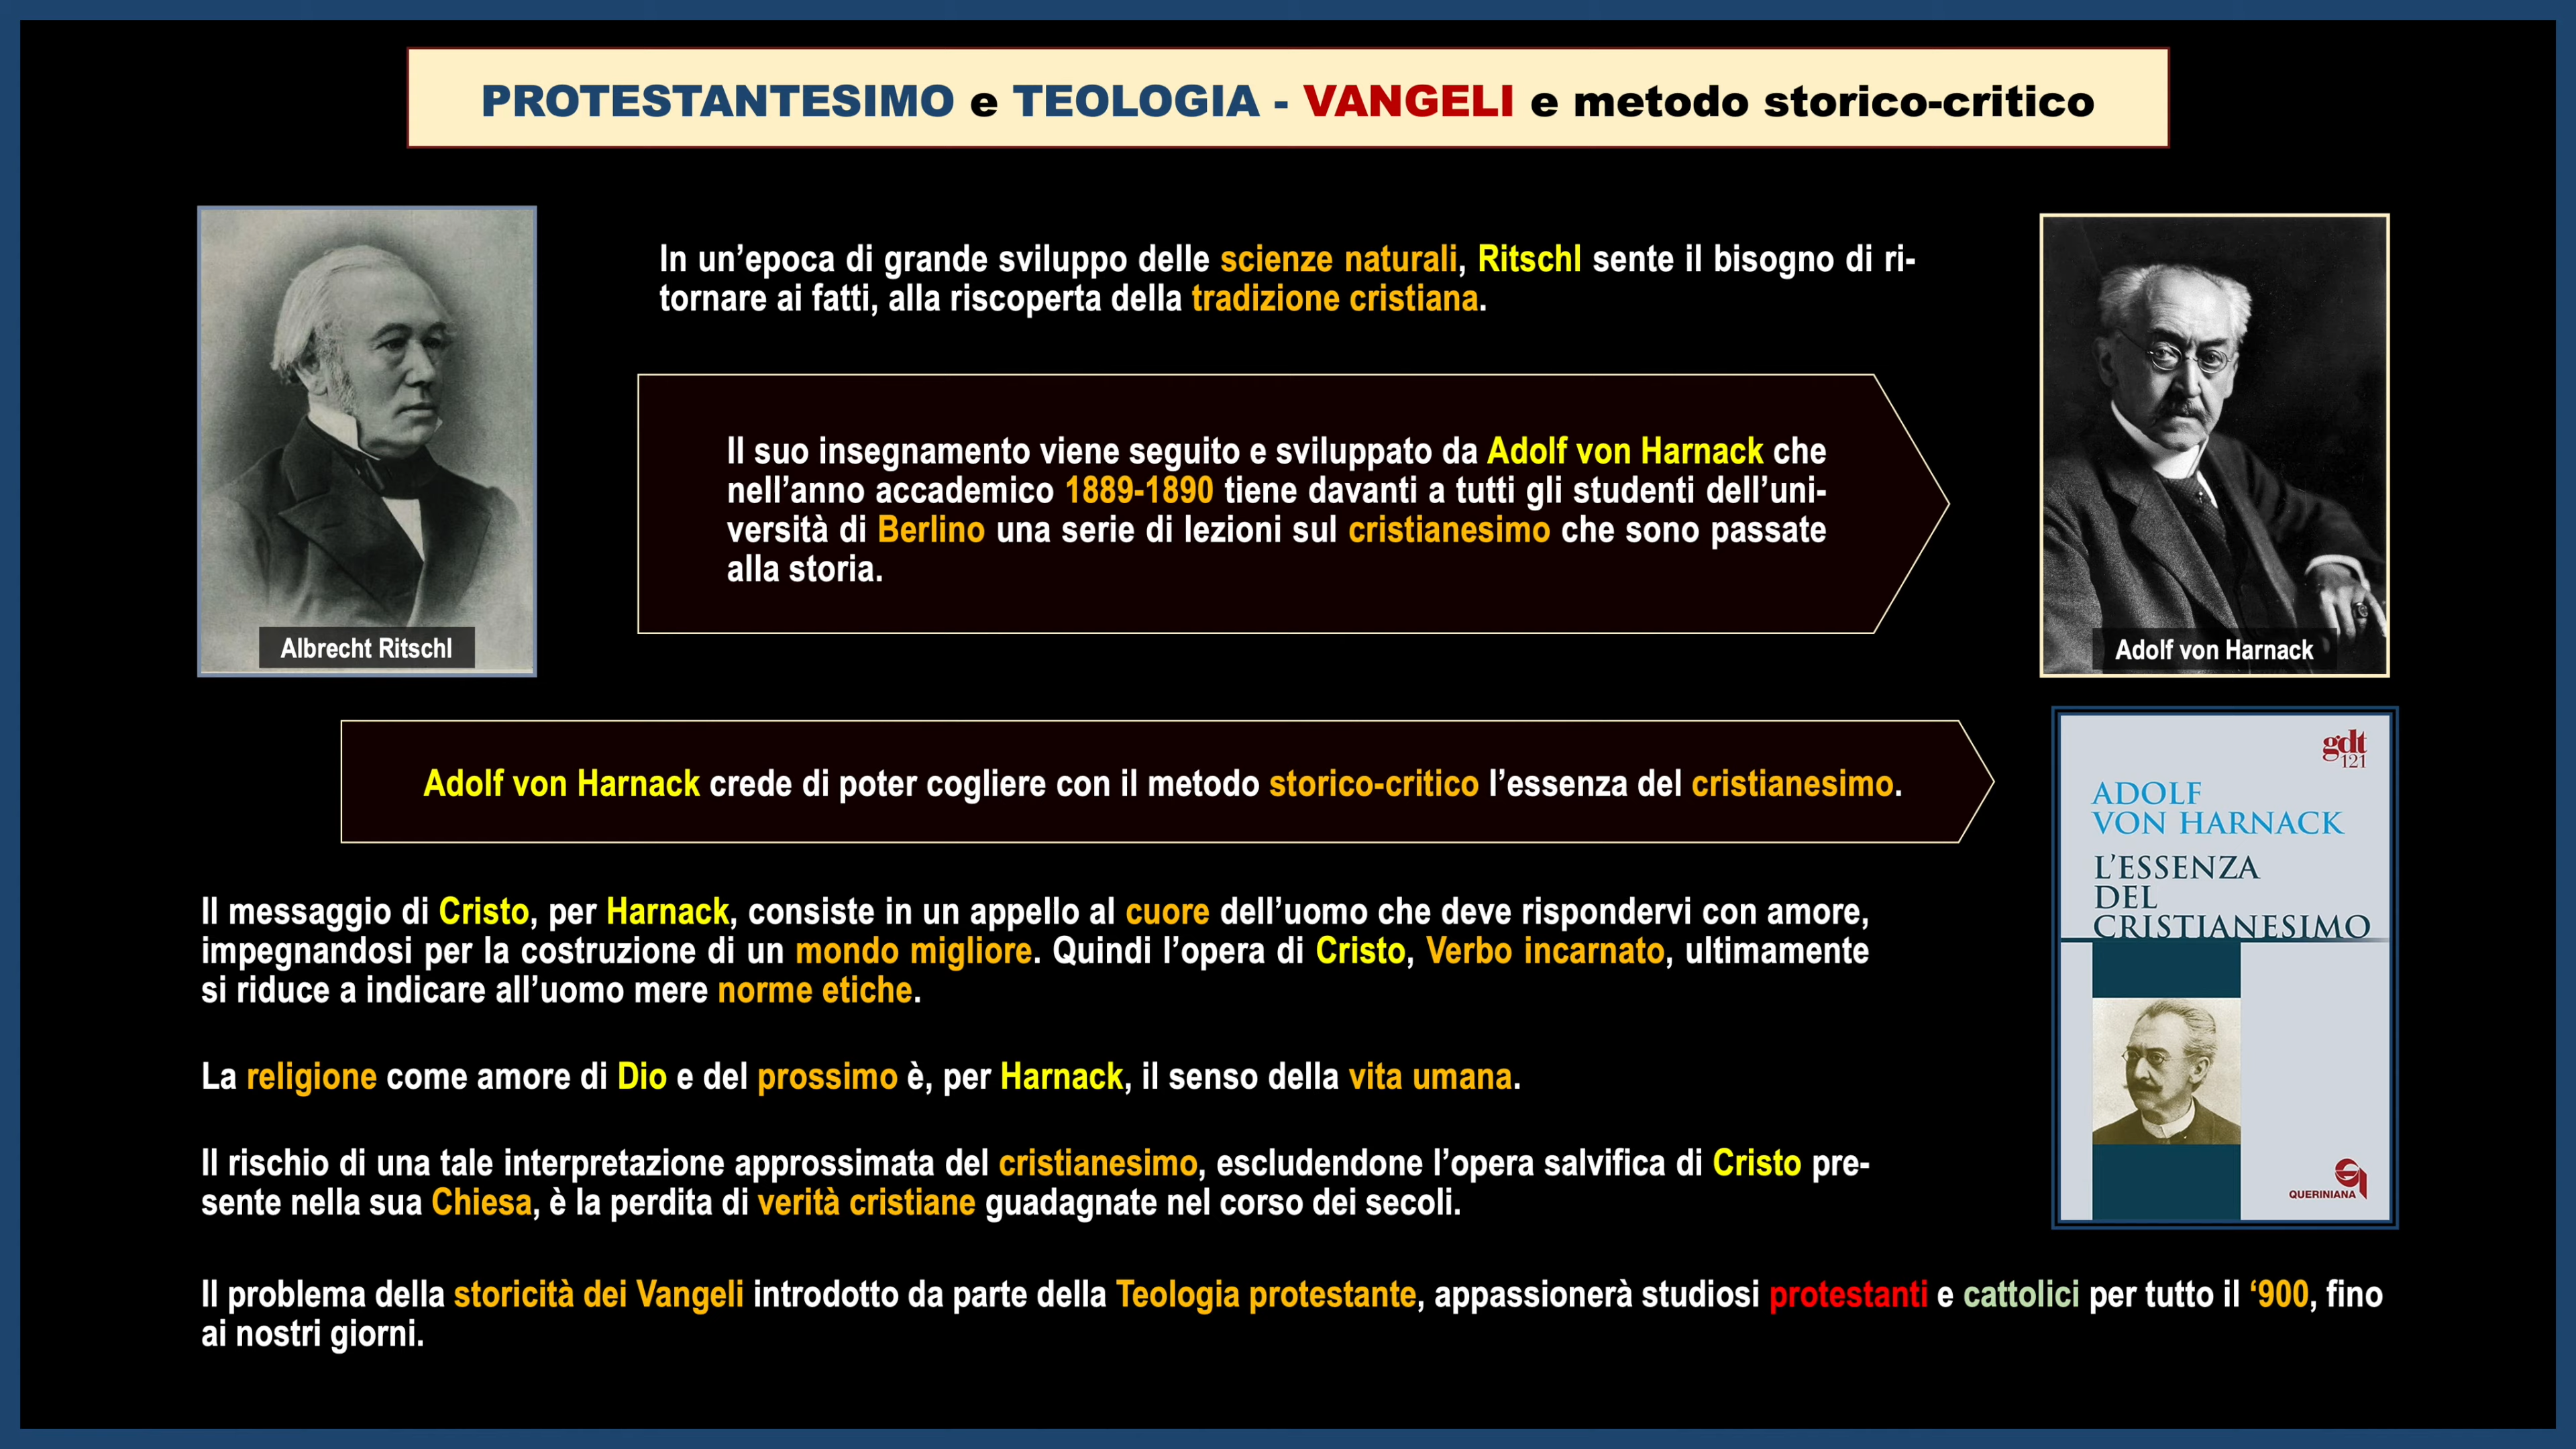 PROTESTANTESIMO e TEOLOGIA - VANGELI e metodo storico-critico
In un’epoca di grande sviluppo delle scienze naturali, Ritschl sente il bisogno di ri-
tornare ai fatti, alla riscoperta della tradizione cristiana.
Il suo insegnamento viene seguito e sviluppato da Adolf von Harnack che
nell’anno accademico 1889-1890 tiene davanti a tutti gli studenti dell’uni-
versità di Berlino una serie di lezioni sul cristianesimo che sono passate
alla storia.
Albrecht Ritschl
Adolf von Harnack
Adolf von Harnack crede di poter cogliere con il metodo storico-critico l’essenza del cristianesimo.
gdt
121
ADOLF
VON HARNACK
L’ESSENZA
DEL
CRISTIANESIMO
QUERINIANA
Il messaggio di Cristo, per Harnack, consiste in un appello al cuore dell’uomo che deve rispondervi con amore,
impegnandosi per la costruzione di un mondo migliore. Quindi l’opera di Cristo, Verbo incarnato, ultimamente
si riduce a indicare all’uomo mere norme etiche.
La religione come amore di Dio e del prossimo è, per Harnack, il senso della vita umana.
Il rischio di una tale interpretazione approssimata del cristianesimo, escludendone l’opera salvifica di Cristo pre-
sente nella sua Chiesa, è la perdita di verità cristiane guadagnate nel corso dei secoli.
Il problema della storicità dei Vangeli introdotto da parte della Teologia protestante, appassionerà studiosi protestanti e cattolici per tutto il ‘900, fino
ai nostri giorni.